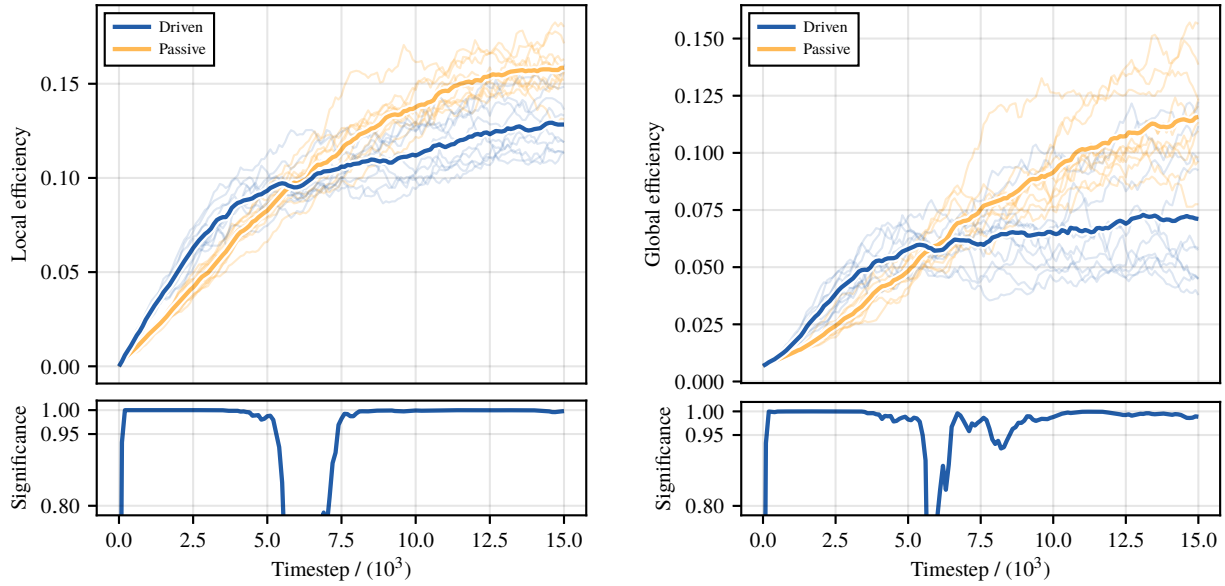 Driven
Passive
Local efficiency
0.15
0.10
0.05
0.00
Significance
1.00
0.95
0.80
0.0 2.5 5.0 7.5 10.0 12.5 15.0
Timestep / (10³)
Driven
Passive
Global efficiency
0.150
0.125
0.100
0.075
0.050
0.025
0.000
Significance
1.00
0.95
0.80
0.0 2.5 5.0 7.5 10.0 12.5 15.0
Timestep / (10³)